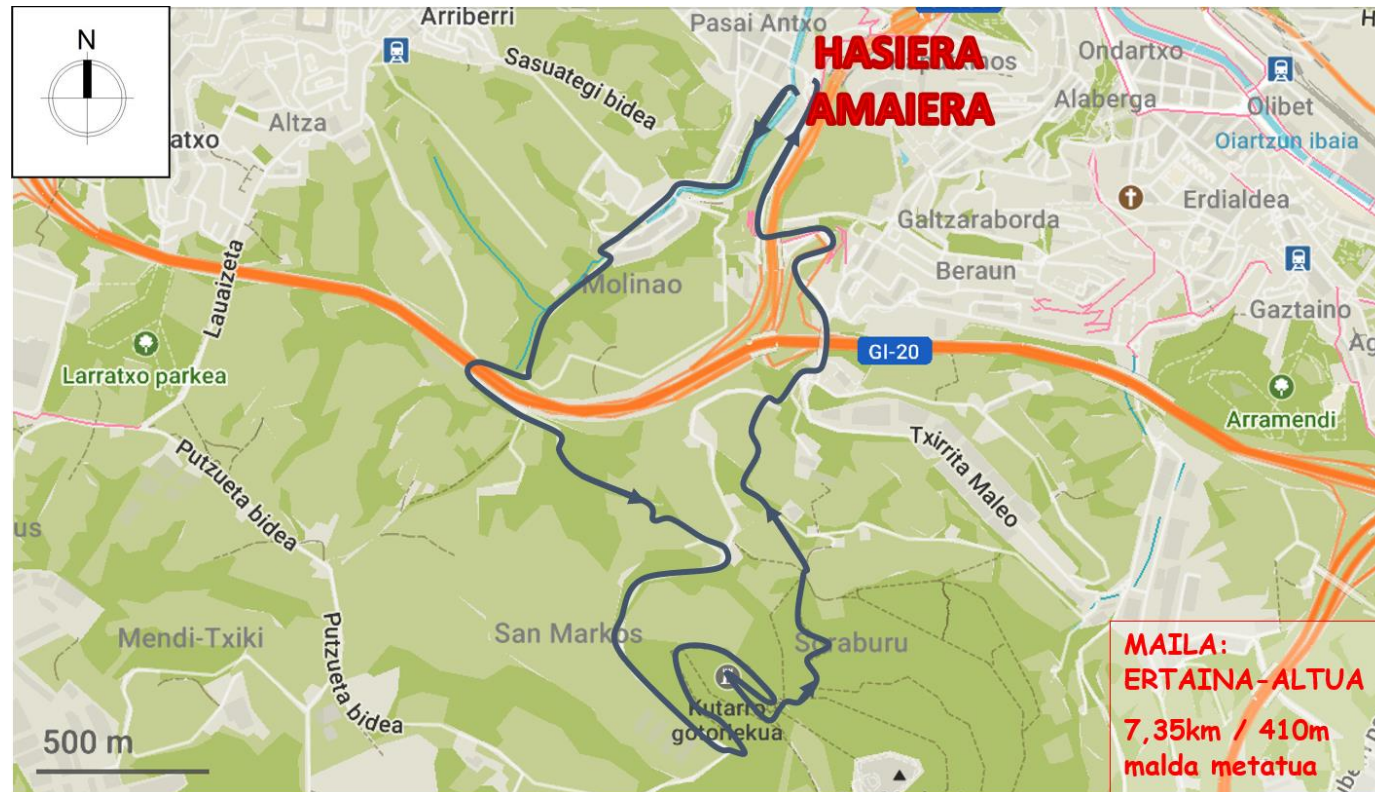 N
Arriberri
Pasai Antxo
HASIERA
AMAIERA
Sasuategi bidea
Ondartxo
Altza
Alaberga
Olibet
Oiartzun ibaia
atxo
Erdialdea
Galtzaraborda
Lauaizeta
Molinao
Beraun
Gaztaino
GI-20
Larratxo parkea
Arramendi
Putzueta bidea
Txirrita Maleo
us
Mendi-Txiki
San Markos
Putzueta bidea
Kutarro
gotorlekua
500 m
MAILA:
ERTAINA-ALTUA
7,35km / 410m
malda metatua